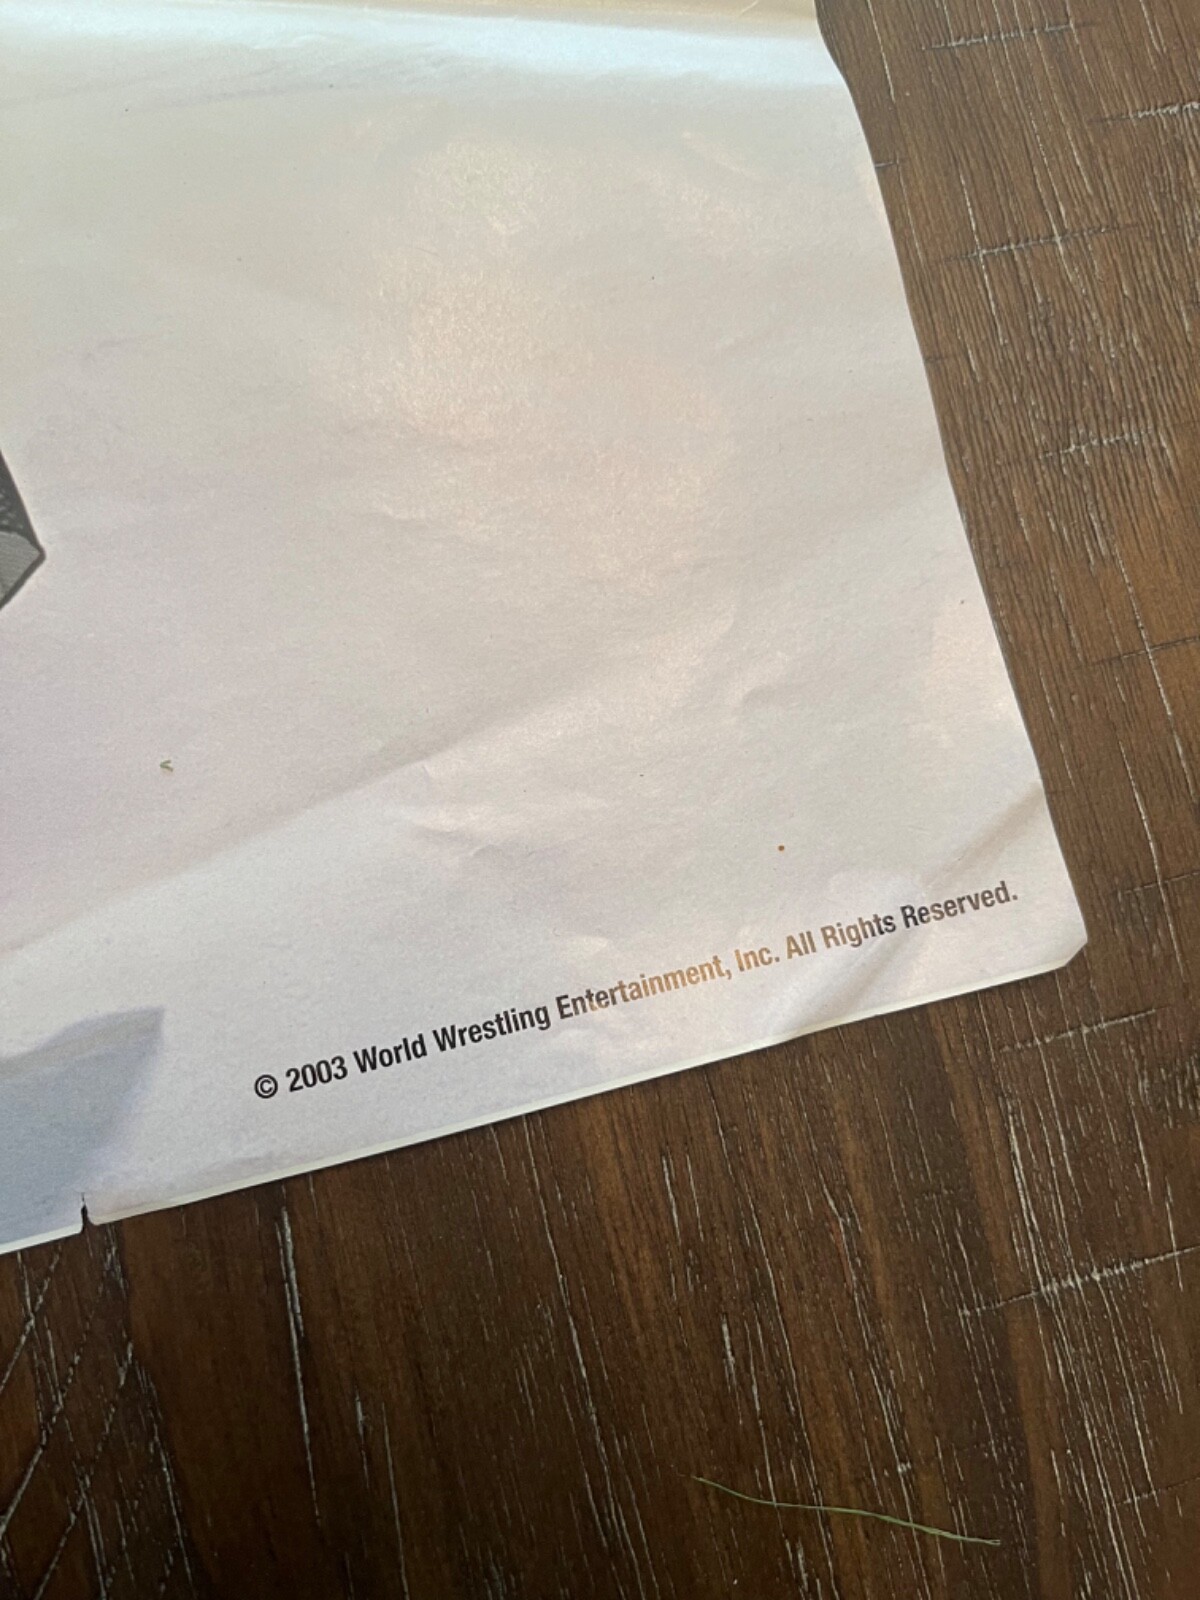 © 2003 World Wrestling Entertainment, Inc. All Rights Reserved.